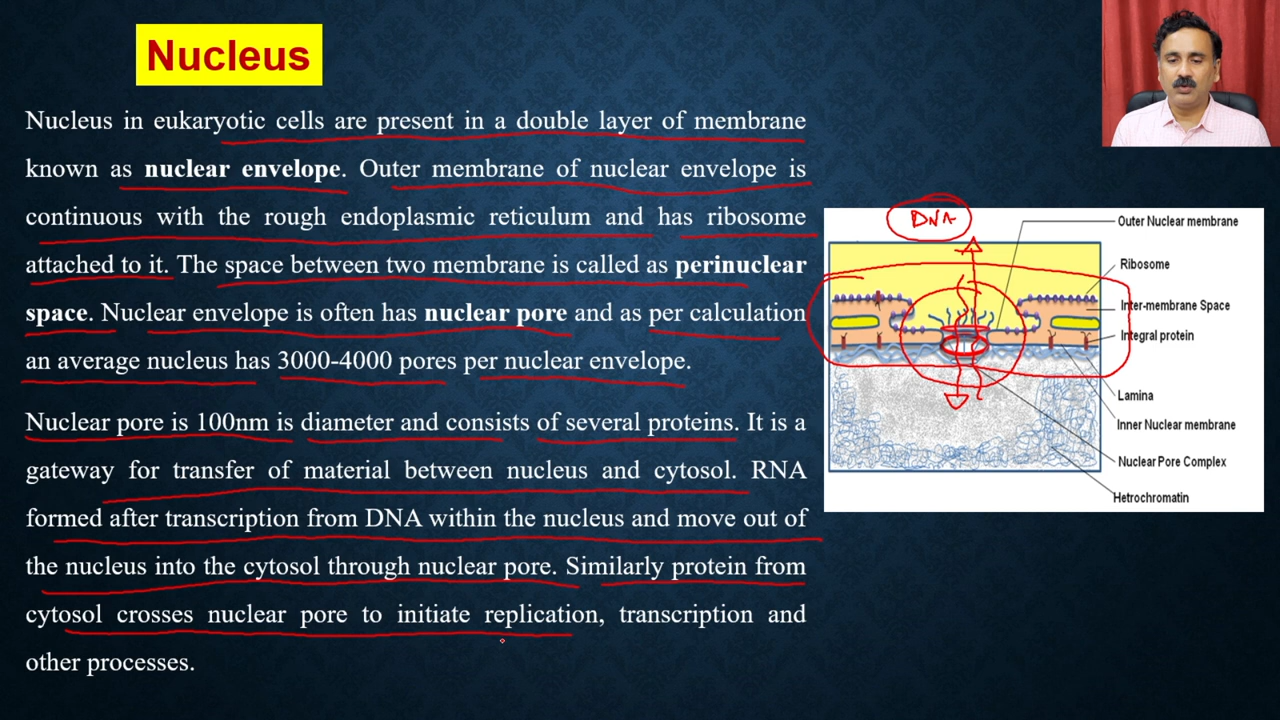 Nucleus
Nucleus in eukaryotic cells are present in a double layer of membrane
known as nuclear envelope. Outer membrane of nuclear envelope is
continuous with the rough endoplasmic reticulum and has ribosome
attached to it. The space between two membrane is called as perinuclear
space. Nuclear envelope is often has nuclear pore and as per calculation
an average nucleus has 3000-4000 pores per nuclear envelope.
Nuclear pore is 100nm is diameter and consists of several proteins. It is a
gateway for transfer of material between nucleus and cytosol. RNA
formed after transcription from DNA within the nucleus and move out of
the nucleus into the cytosol through nuclear pore. Similarly protein from
cytosol crosses nuclear pore to initiate replication, transcription and
other processes.
DNA
Outer Nuclear membrane
Ribosome
Inter-membrane Space
Integral protein
Lamina
Inner Nuclear membrane
Nuclear Pore Complex
Hetrochromatin